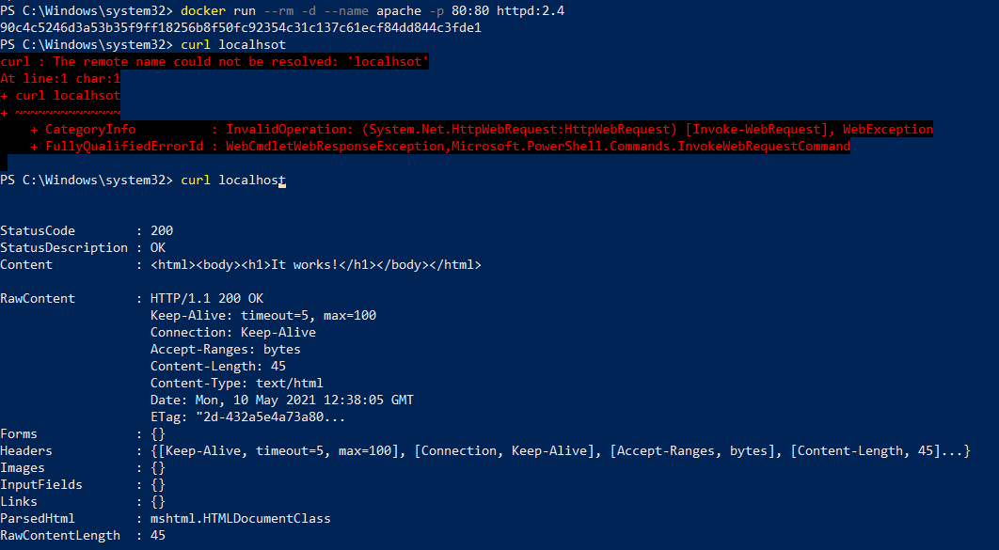 PS C:\Windows\system32> docker run --rm -d --name apache -p 80:80 httpd:2.4
90c4c5246d3a53b35f9ff18256b8f50fc92354c31c137c61ecf84dd844c3fde1
PS C:\Windows\system32> curl localhsot
curl : The remote name could not be resolved: 'localhsot'
At line:1 char:1
+ curl localhsot
+ ~~~~~~~~~~~~~~
    + CategoryInfo          : InvalidOperation: (System.Net.HttpWebRequest:HttpWebRequest) [Invoke-WebRequest], WebException
    + FullyQualifiedErrorId : WebCmdletWebResponseException,Microsoft.PowerShell.Commands.InvokeWebRequestCommand
PS C:\Windows\system32> curl localhost
StatusCode        : 200
StatusDescription : OK
Content           : <html><body><h1>It works!</h1></body></html>
RawContent        : HTTP/1.1 200 OK
                    Keep-Alive: timeout=5, max=100
                    Connection: Keep-Alive
                    Accept-Ranges: bytes
                    Content-Length: 45
                    Content-Type: text/html
                    Date: Mon, 10 May 2021 12:38:05 GMT
                    ETag: "2d-432a5e4a73a80...
Forms             : {}
Headers           : {[Keep-Alive, timeout=5, max=100], [Connection, Keep-Alive], [Accept-Ranges, bytes], [Content-Length, 45]...}
Images            : {}
InputFields       : {}
Links             : {}
ParsedHtml        : mshtml.HTMLDocumentClass
RawContentLength  : 45